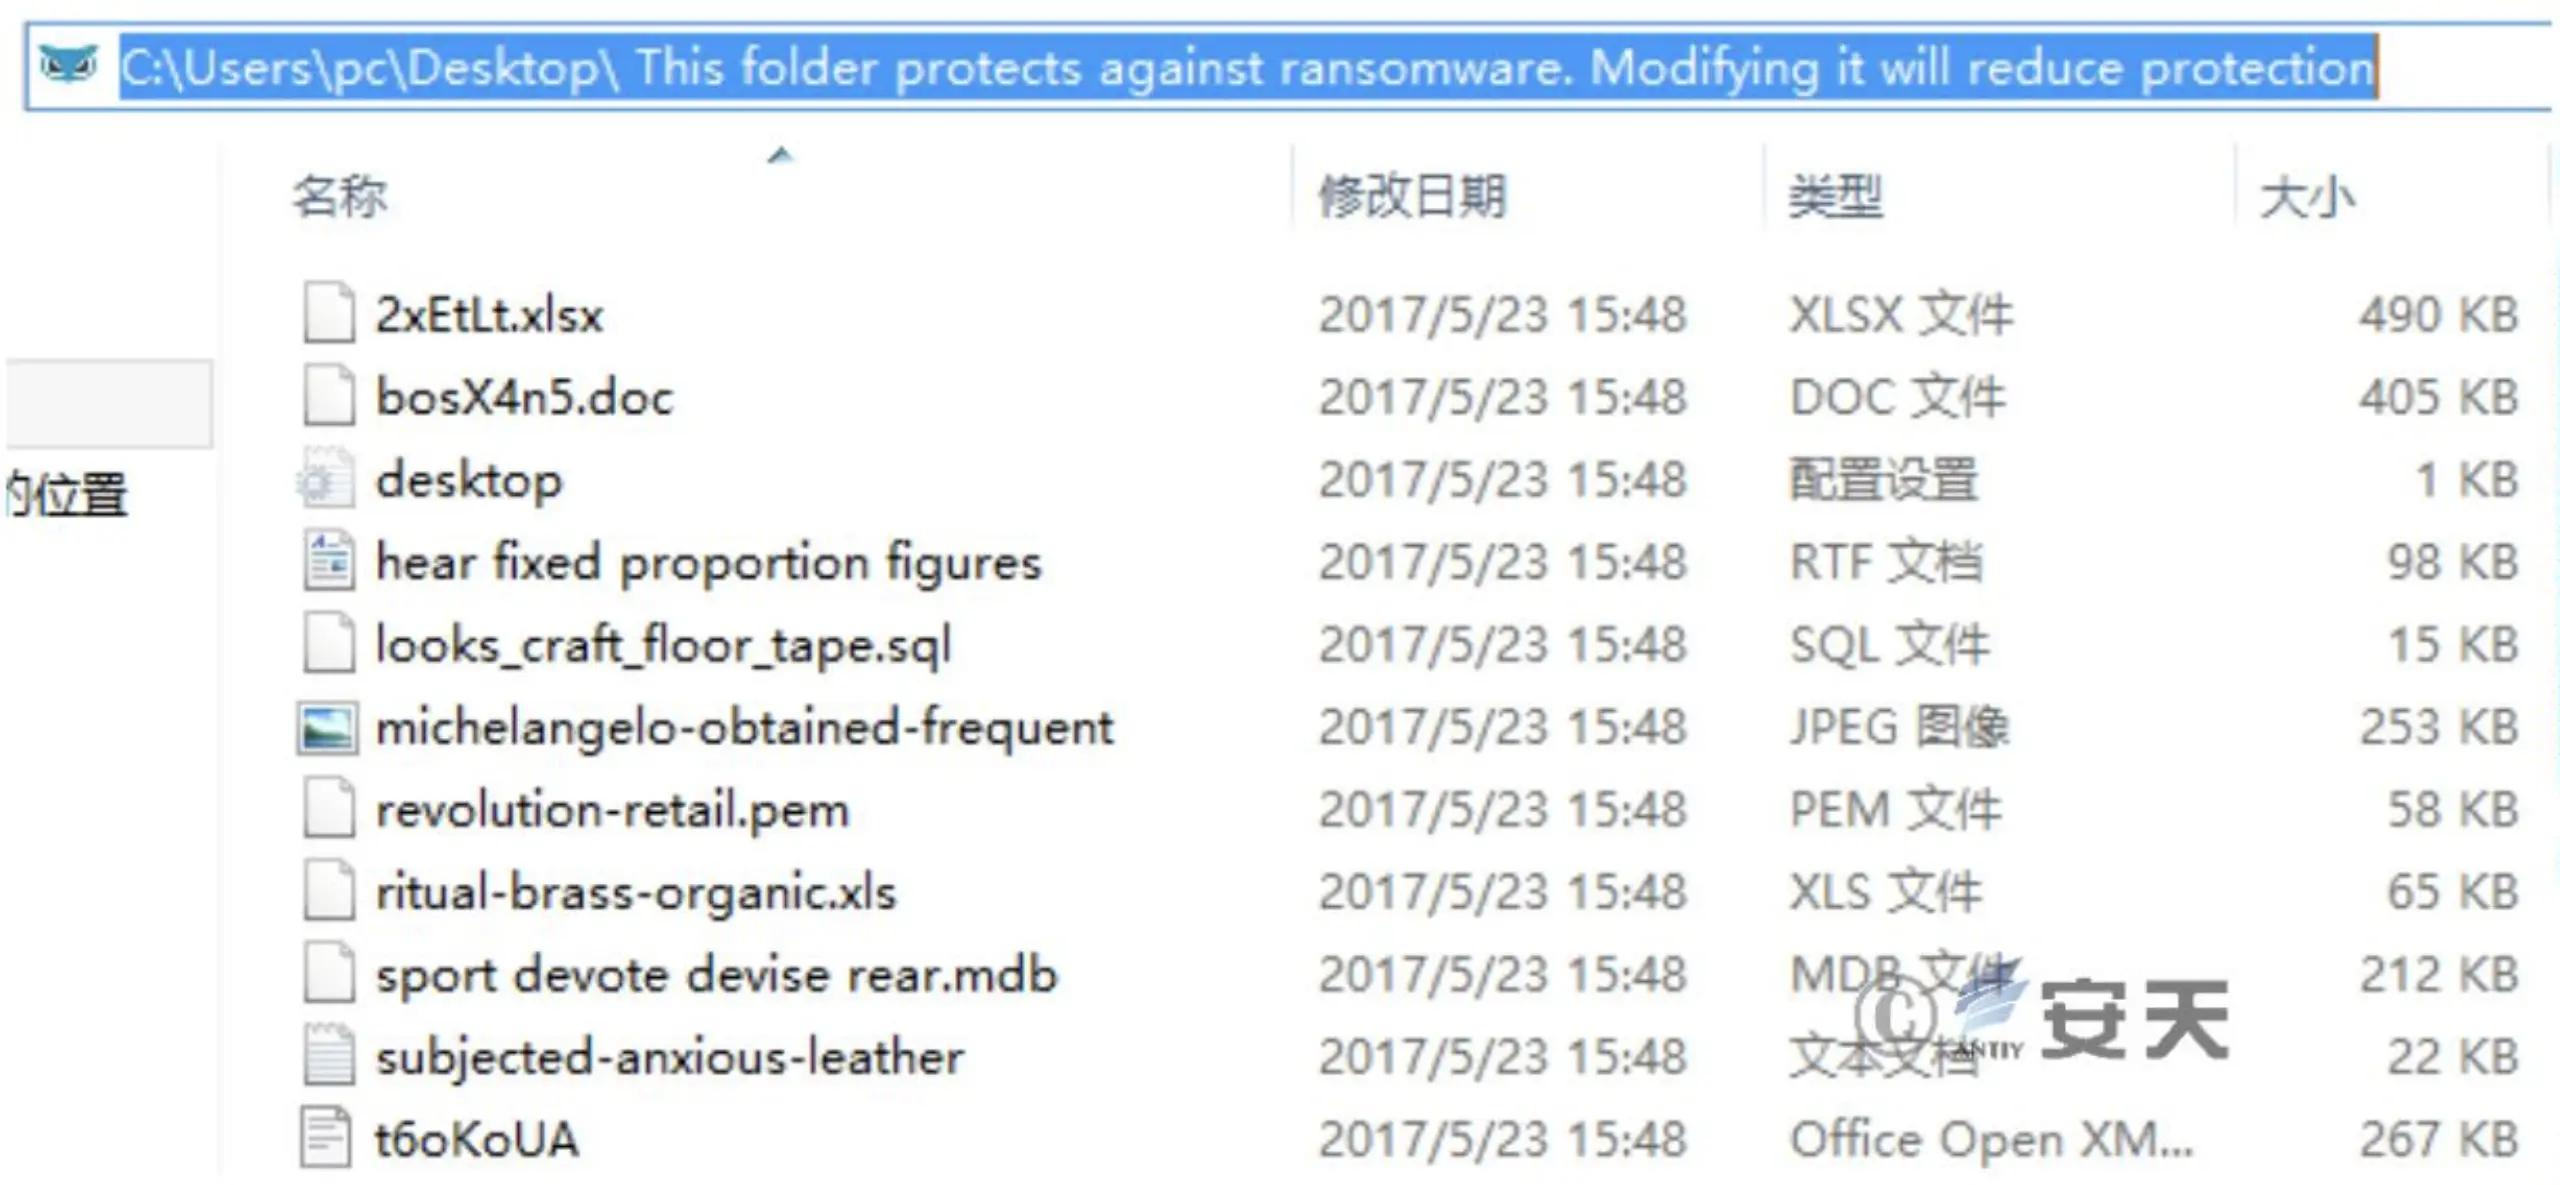 C:\Users\pc\Desktop\ This folder protects against ransomware. Modifying it will reduce protection
名称 修改日期 类型 大小
2xEtLt.xlsx 2017/5/23 15:48 XLSX 文件 490 KB
bosX4n5.doc 2017/5/23 15:48 DOC 文件 405 KB
desktop 2017/5/23 15:48 配置设置 1 KB
的位置
hear fixed proportion figures 2017/5/23 15:48 RTF 文档 98 KB
looks_craft_floor_tape.sql 2017/5/23 15:48 SQL 文件 15 KB
michelangelo-obtained-frequent 2017/5/23 15:48 JPEG 图像 253 KB
revolution-retail.pem 2017/5/23 15:48 PEM 文件 58 KB
ritual-brass-organic.xls 2017/5/23 15:48 XLS 文件 65 KB
sport devote devise rear.mdb 2017/5/23 15:48 MDB 文件 212 KB
© ANTIY 安天
subjected-anxious-leather 2017/5/23 15:48 文本文档 22 KB
t6oKoUA 2017/5/23 15:48 Office Open XM... 267 KB